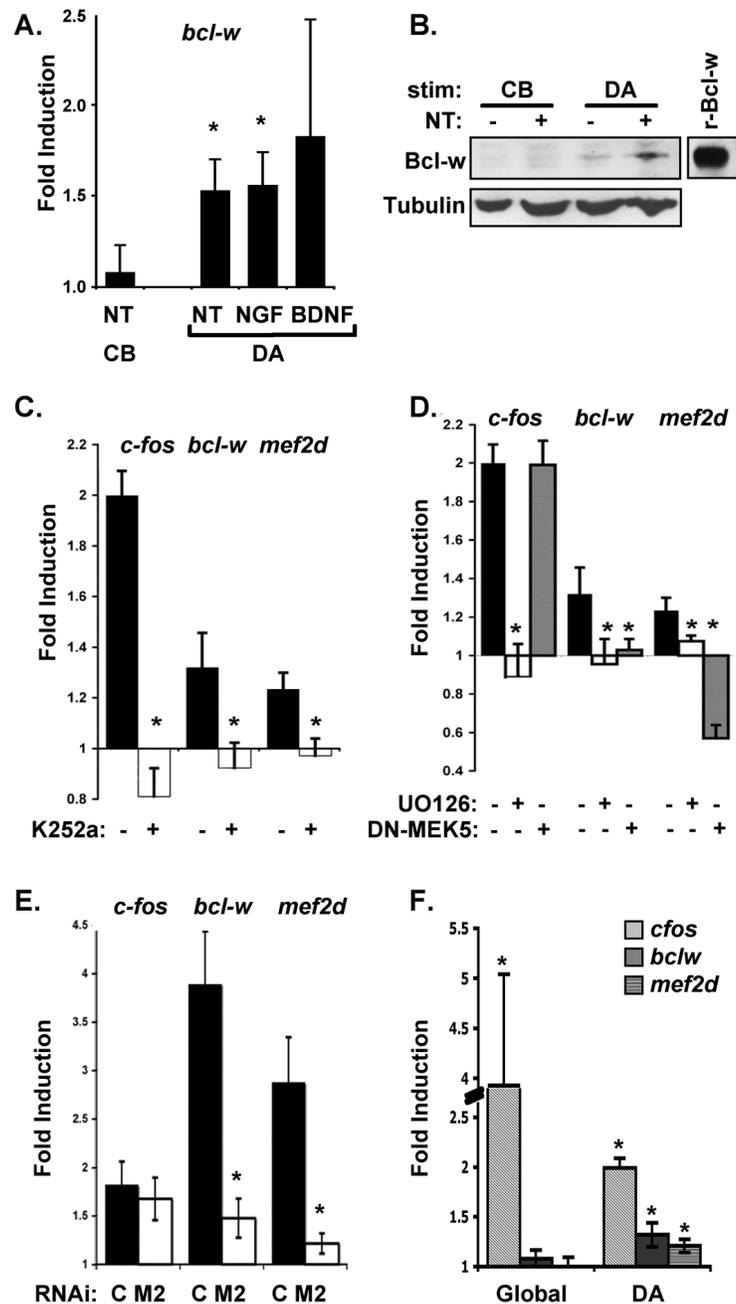 A.
bcl-w
Fold Induction
2.5
2.0
1.5
1.0
* *
NT NT NGF BDNF
CB DA
B.
stim: CB DA
NT: - + - +
Bcl-w
Tubulin
r-Bcl-w
C.
c-fos bcl-w mef2d
Fold Induction
2.2
2
1.8
1.6
1.4
1.2
1
0.8
* * *
K252a: - + - + - +
D.
c-fos bcl-w mef2d
Fold Induction
2.2
2
1.8
1.6
1.4
1.2
1
0.8
0.6
0.4
* * * * *
UO126: - + - - + - - + -
DN-MEK5: - - + - - + - - +
E.
c-fos bcl-w mef2d
Fold Induction
4.5
4
3.5
3
2.5
2
1.5
1
* *
RNAi: C M2 C M2 C M2
F.
cfos
bclw
mef2d
Fold Induction
5.5
5
4.5
4
2.5
2
1.5
1
* * * *
Global DA